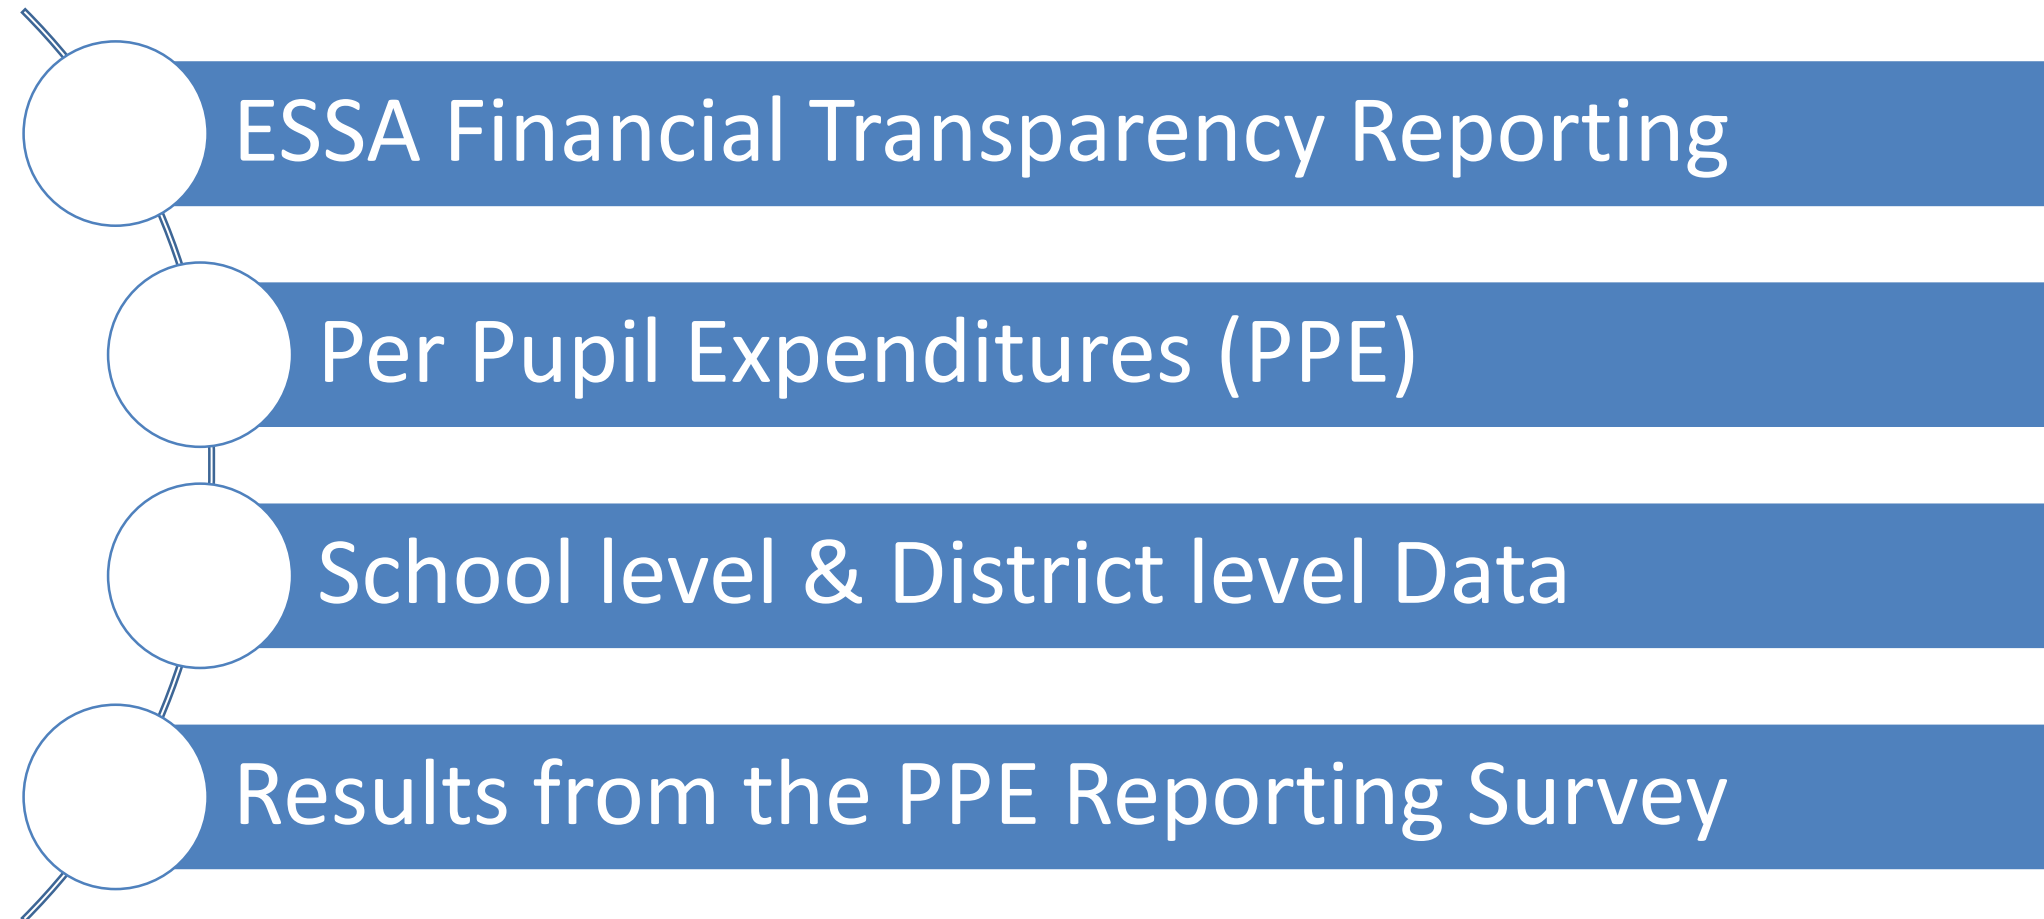 ESSA Financial Transparency Reporting
Per Pupil Expenditures (PPE)
School level & District level Data
Results from the PPE Reporting Survey